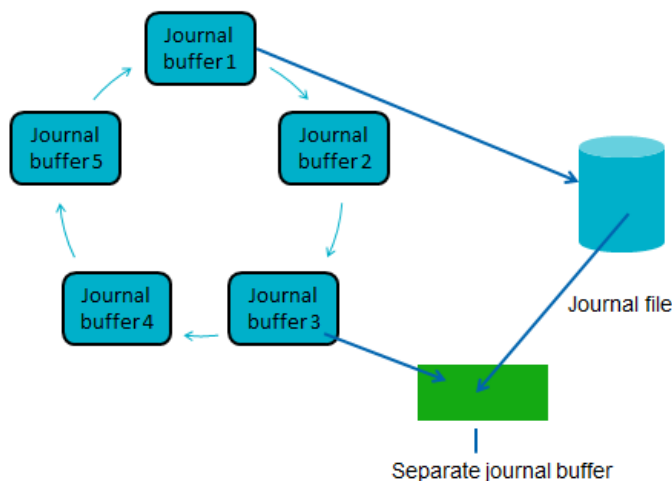 Journal
buffer 1
Journal
buffer 5
Journal
buffer 2
Journal
buffer 4
Journal
buffer 3
Journal file
Separate journal buffer